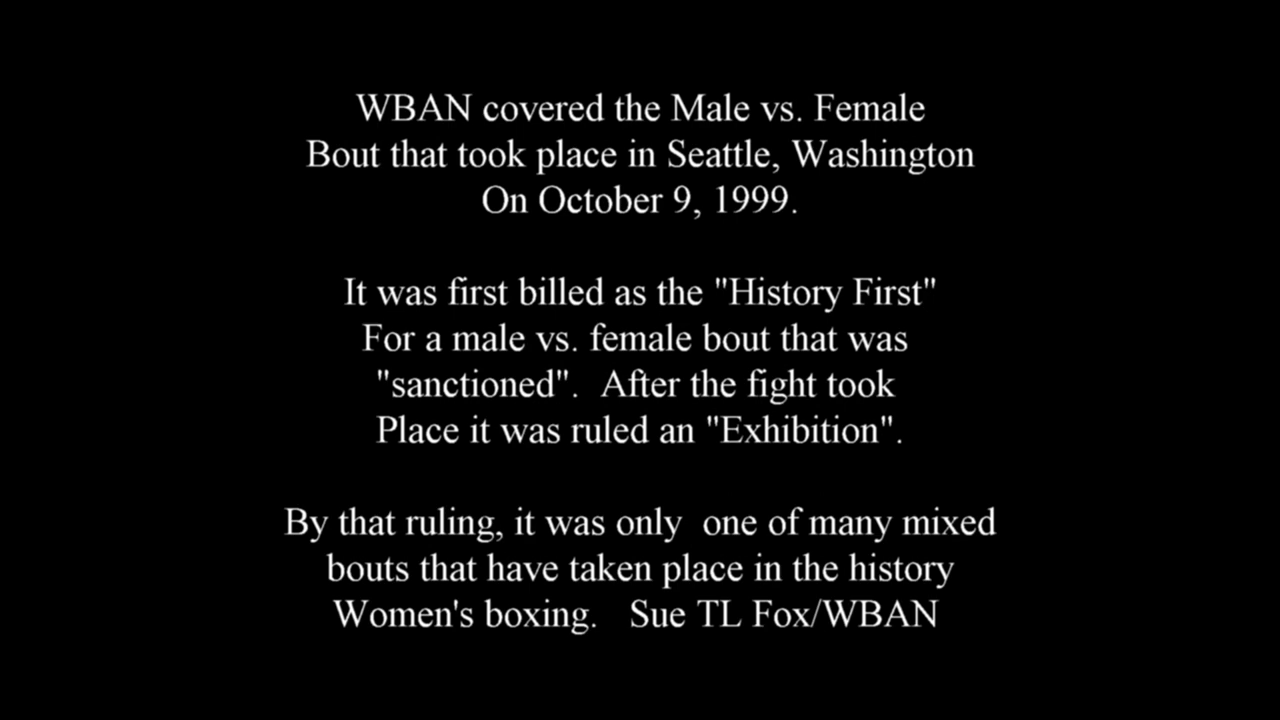 WBAN covered the Male vs. Female
Bout that took place in Seattle, Washington
On October 9, 1999.
It was first billed as the "History First"
For a male vs. female bout that was
"sanctioned".  After the fight took
Place it was ruled an "Exhibition".
By that ruling, it was only  one of many mixed
bouts that have taken place in the history
Women's boxing.   Sue TL Fox/WBAN